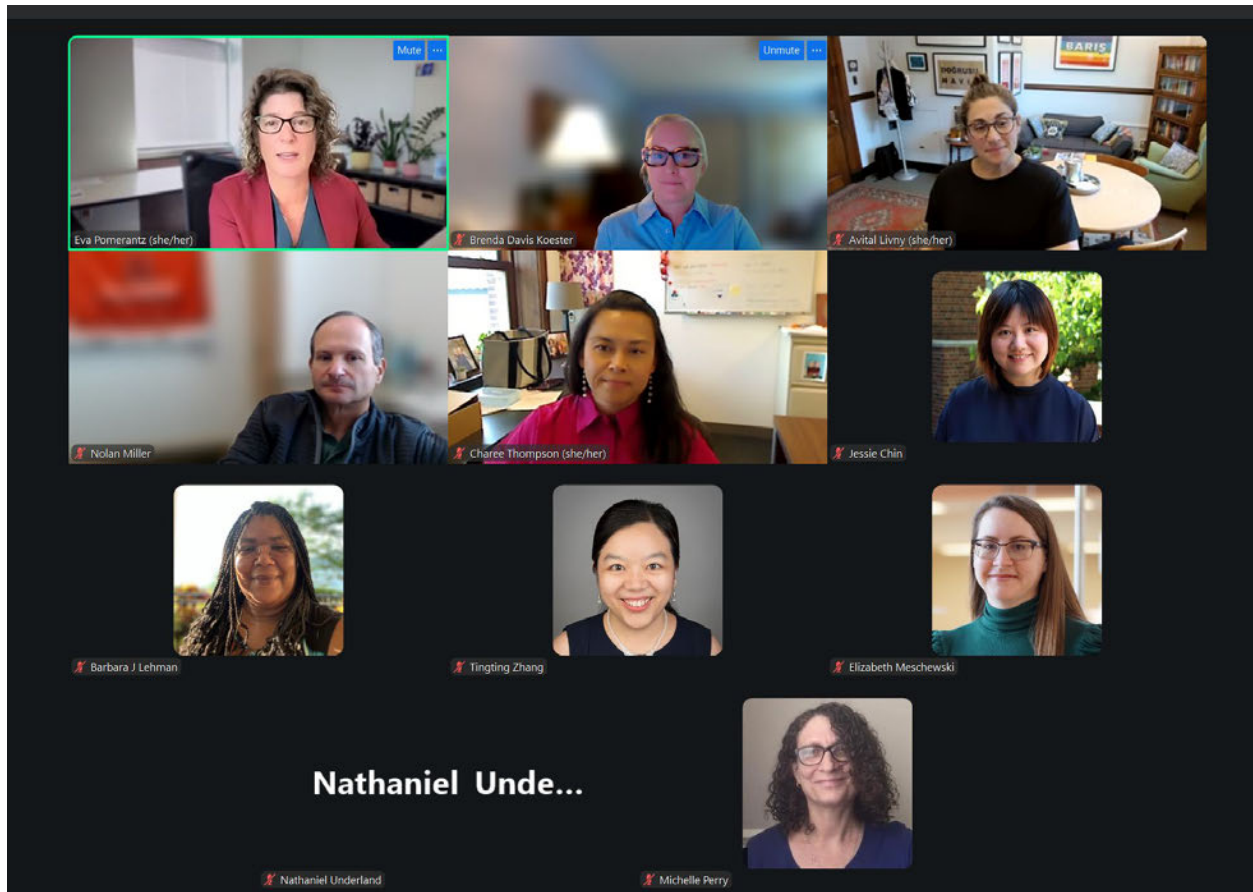 Mute ...
Unmute ...
BARIŞ
Eva Pomerantz (she/her)
Brenda Davis Koester
Avital Livny (she/her)
Nolan Miller
Charee Thompson (she/her)
Jessie Chin
Barbara J Lehman
Tingting Zhang
Elizabeth Meschewski
Nathaniel Unde...
Nathaniel Underland
Michelle Perry